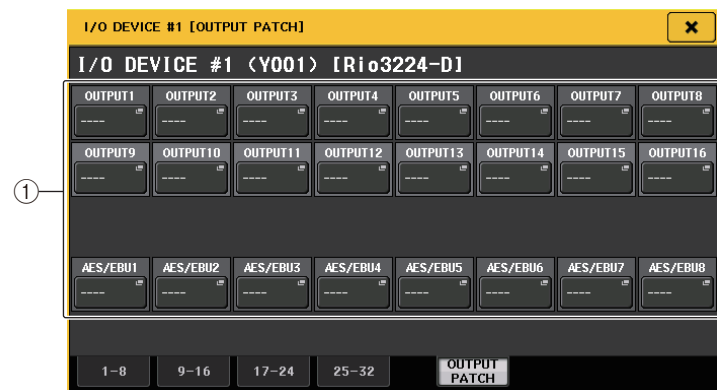 I/O DEVICE #1 [OUTPUT PATCH]
I/O DEVICE #1 (Y001) [Rio3224-D]
OUTPUT1 OUTPUT2 OUTPUT3 OUTPUT4 OUTPUT5 OUTPUT6 OUTPUT7 OUTPUT8
---- ---- ---- ---- ---- ---- ---- ----
OUTPUT9 OUTPUT10 OUTPUT11 OUTPUT12 OUTPUT13 OUTPUT14 OUTPUT15 OUTPUT16
---- ---- ---- ---- ---- ---- ---- ----
①
AES/EBU1 AES/EBU2 AES/EBU3 AES/EBU4 AES/EBU5 AES/EBU6 AES/EBU7 AES/EBU8
---- ---- ---- ---- ---- ---- ---- ----
1-8 9-16 17-24 25-32 OUTPUT
PATCH